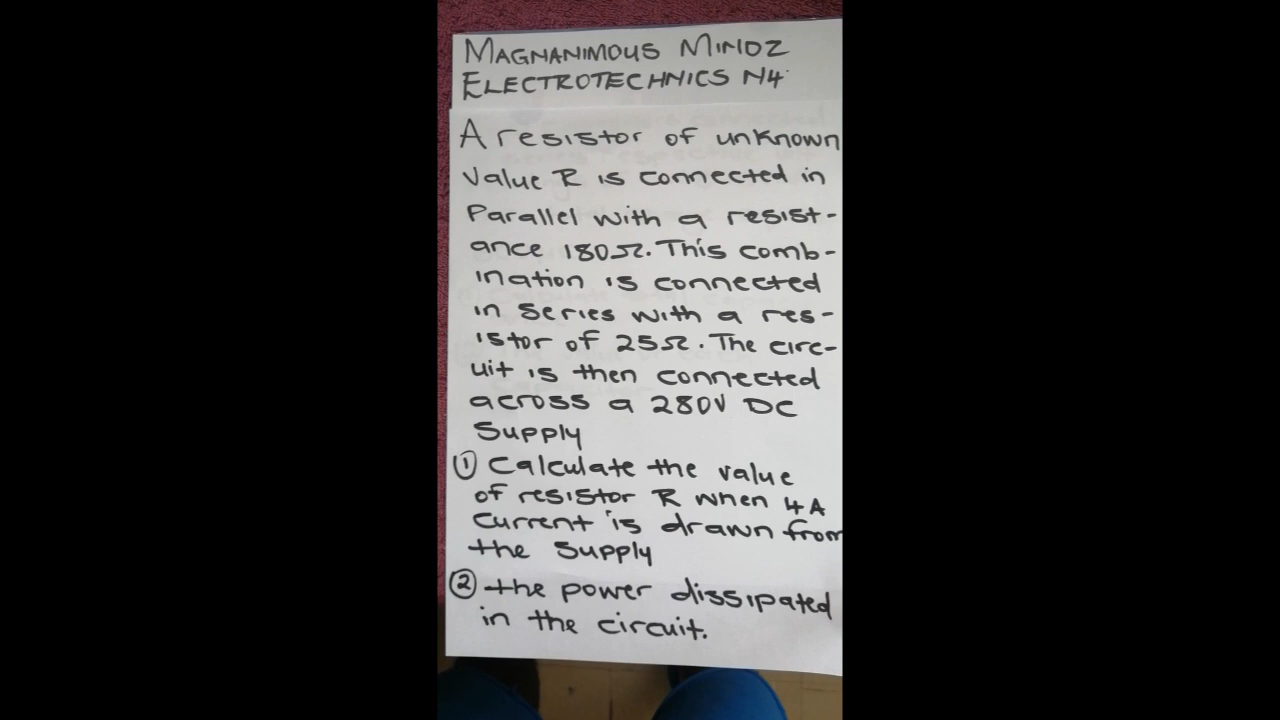 MAGNANIMOUS MINDZ
ELECTROTECHNICS N4
A resistor of unknown
value R is connected in
Parallel with a resist-
ance 180Ω. This comb-
ination is connected
in series with a res-
istor of 25Ω. The circ-
uit is then connected
across a 280V DC
Supply
① Calculate the value
of resistor R when 4A
Current is drawn from
the supply
② the power dissipated
in the circuit.